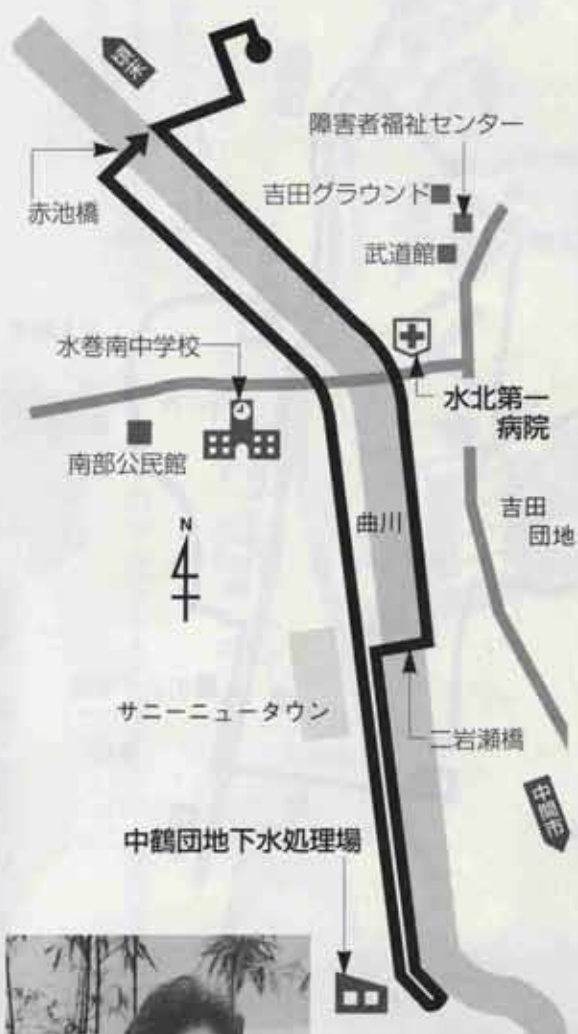 頃末
障害者福祉センター
吉田グラウンド
赤池橋
武道館
水巻南中学校
水北第一
病院
南部公民館
吉田
団地
曲川
N
サニーニュータウン
二岩瀬橋
中間市
中鶴団地下水処理場